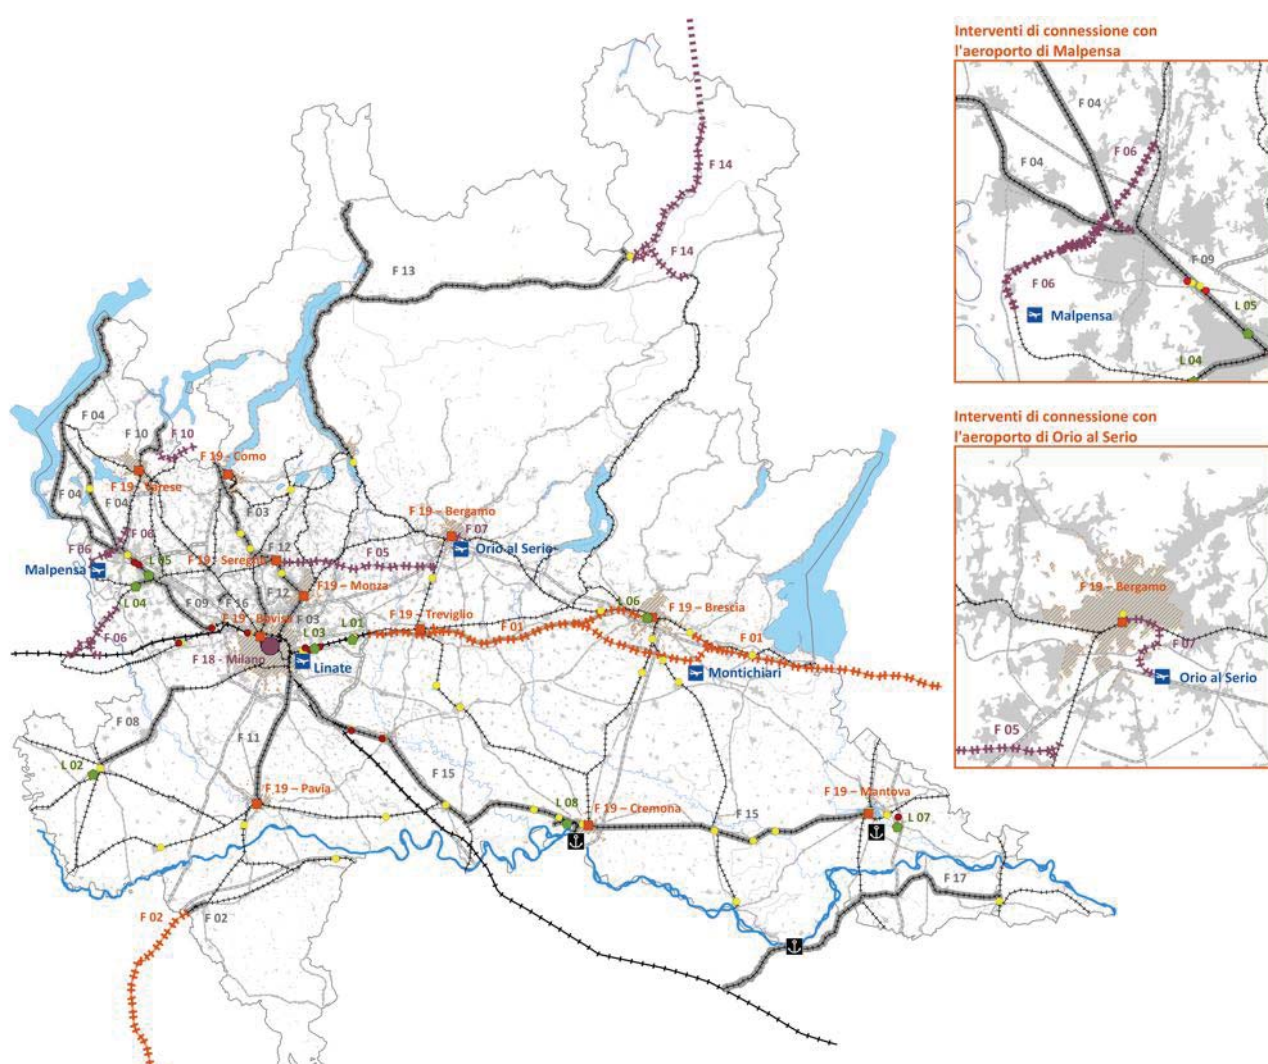 Interventi di connessione con
l'aeroporto di Malpensa
F 04
F 04
F 06
F 09
F 06
Malpensa
L 05
L 04
Interventi di connessione con
l'aeroporto di Orio al Serio
F 19 – Bergamo
F 07
Orio al Serio
F 05
F 14
F 14
F 13
F 04
F 10
F 10
F 19 - Como
F 19 - Varese
F 04
F 04
F 03
F 19 – Bergamo
F 07
Orio al Serio
F 06
F 06
L 05
F 12
F 19 - Seregno
F 05
Malpensa
L 04
F 09
F 16
F 12
F 19 – Monza
F 03
F 19 - Bovisa
L 03
L 01
F 19 – Treviglio
F 01
L 06
F 19 – Brescia
F 01
F 06
F 18 - Milano
Linate
Montichiari
F 08
F 11
L 02
F 15
F 19 – Pavia
L 08
F 19 – Cremona
F 15
F 19 – Mantova
L 07
F 17
F 02
F 02